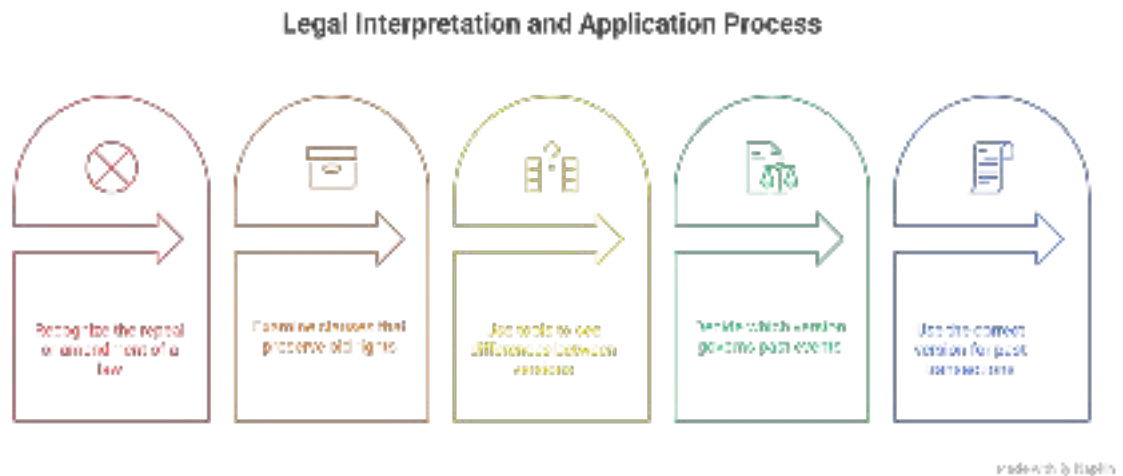 Legal Interpretation and Application Process
Recognize the repeal
or amendment of a
law
Examine clauses that
preserve old rights
Use tools to see
differences between
versions
Decide which version
governs past events
Use the correct
version for past
transactions
Made with Napkin